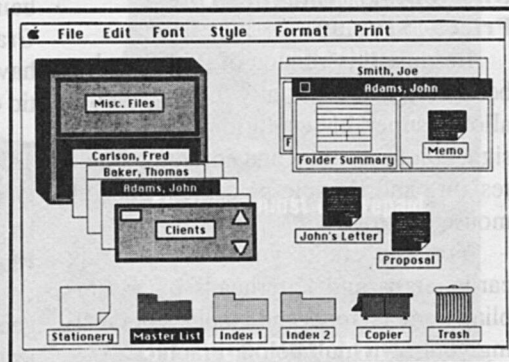 File Edit Font Style Format Print
Misc. Files
Carlson, Fred
Baker, Thomas
Adams, John
Clients
Smith, Joe
Adams, John
F
Folder Summary
Memo
John's Letter
Proposal
Stationery
Master List
Index 1
Index 2
Copier
Trash